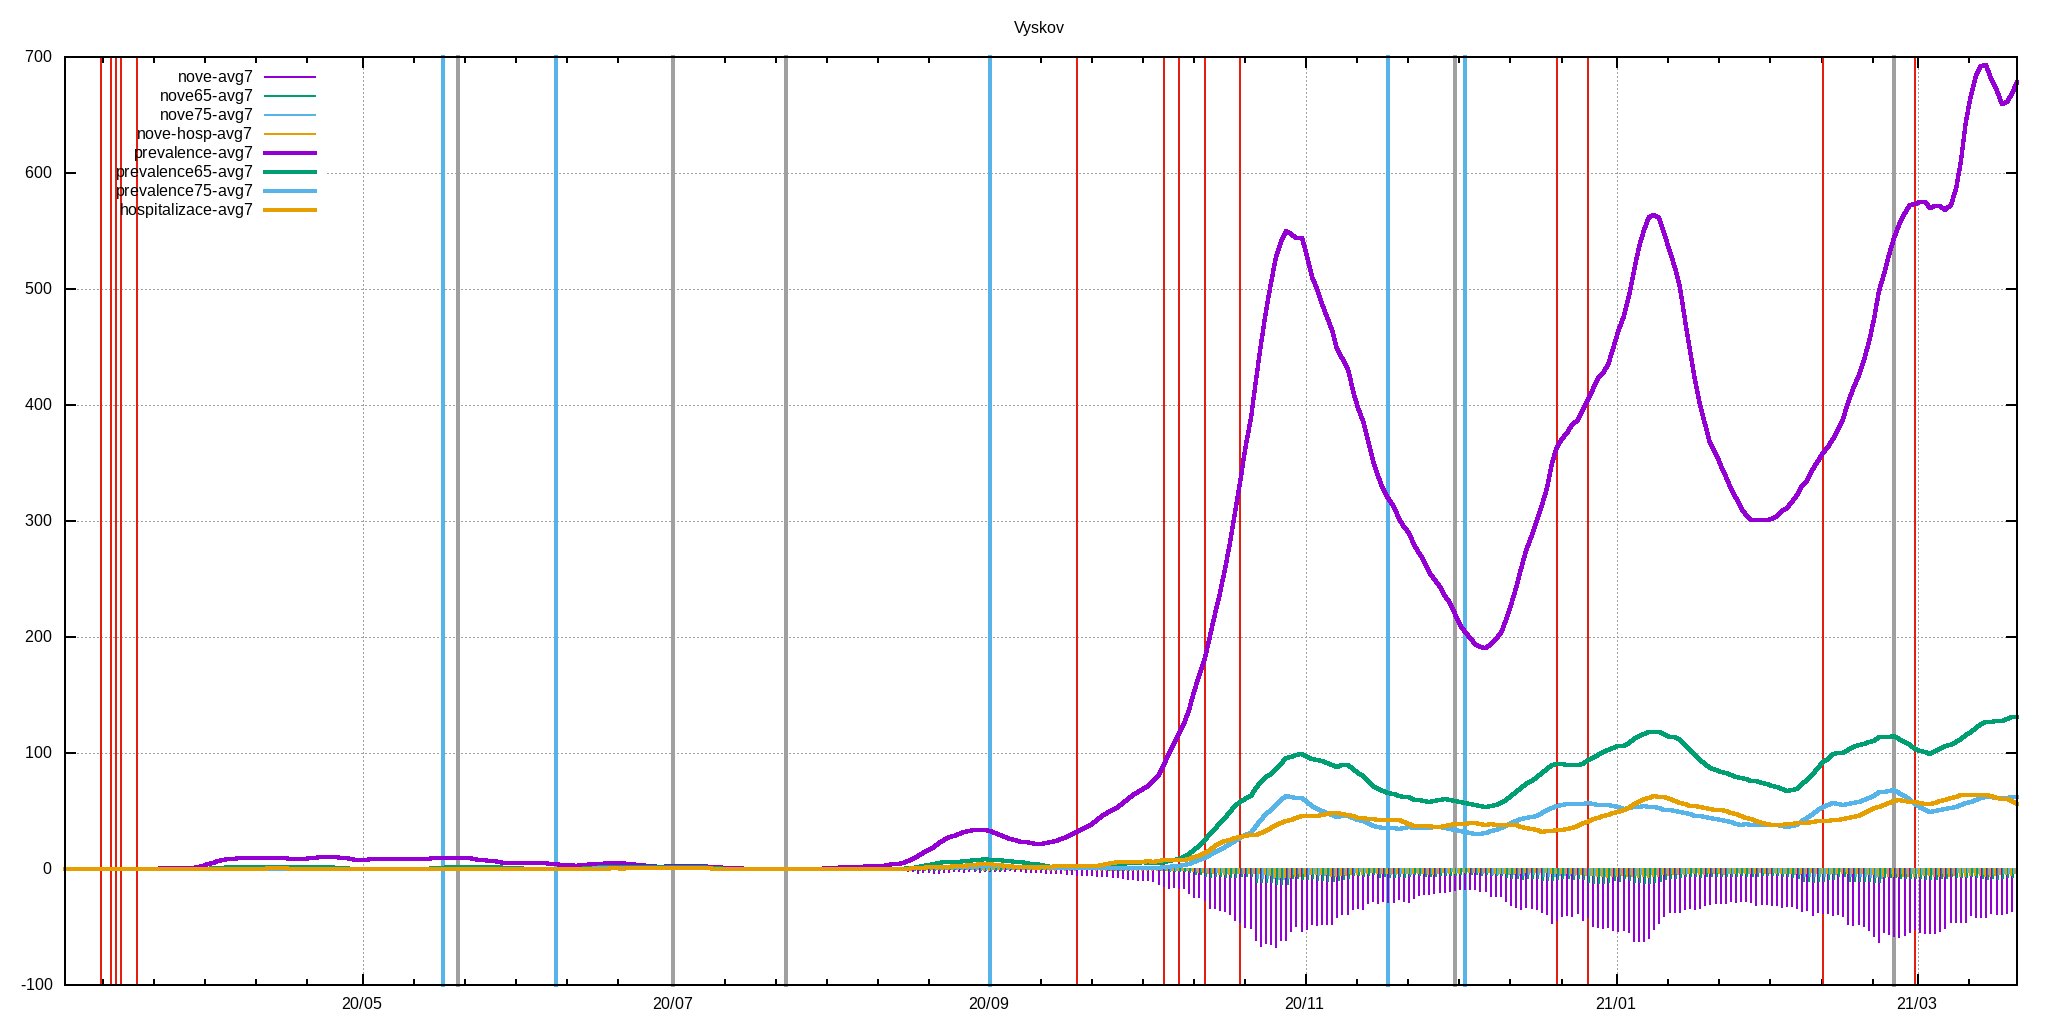 Vyskov
700
600
500
400
300
200
100
0
-100
nove-avg7
nove65-avg7
nove75-avg7
nove-hosp-avg7
prevalence-avg7
prevalence65-avg7
prevalence75-avg7
hospitalizace-avg7
20/05 20/07 20/09 20/11 21/01 21/03